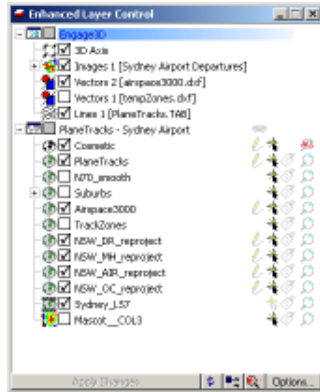 Enhanced Layer Control
Engage3D
3D Axis
Images 1 [Sydney Airport Departures]
Vectors 2 [airspace3000.dxf]
Vectors 1 [tempZones.dxf]
Lines 1 [PlaneTracks.TAB]
PlaneTracks - Sydney Airport
Cosmetic
PlaneTracks
N70_smooth
Suburbs
Airspace3000
TrackZones
NSW_DR_reproject
NSW_MH_reproject
NSW_AIR_reproject
NSW_OC_reproject
Sydney_L57
Mascot__COL3
Apply Changes
Options...